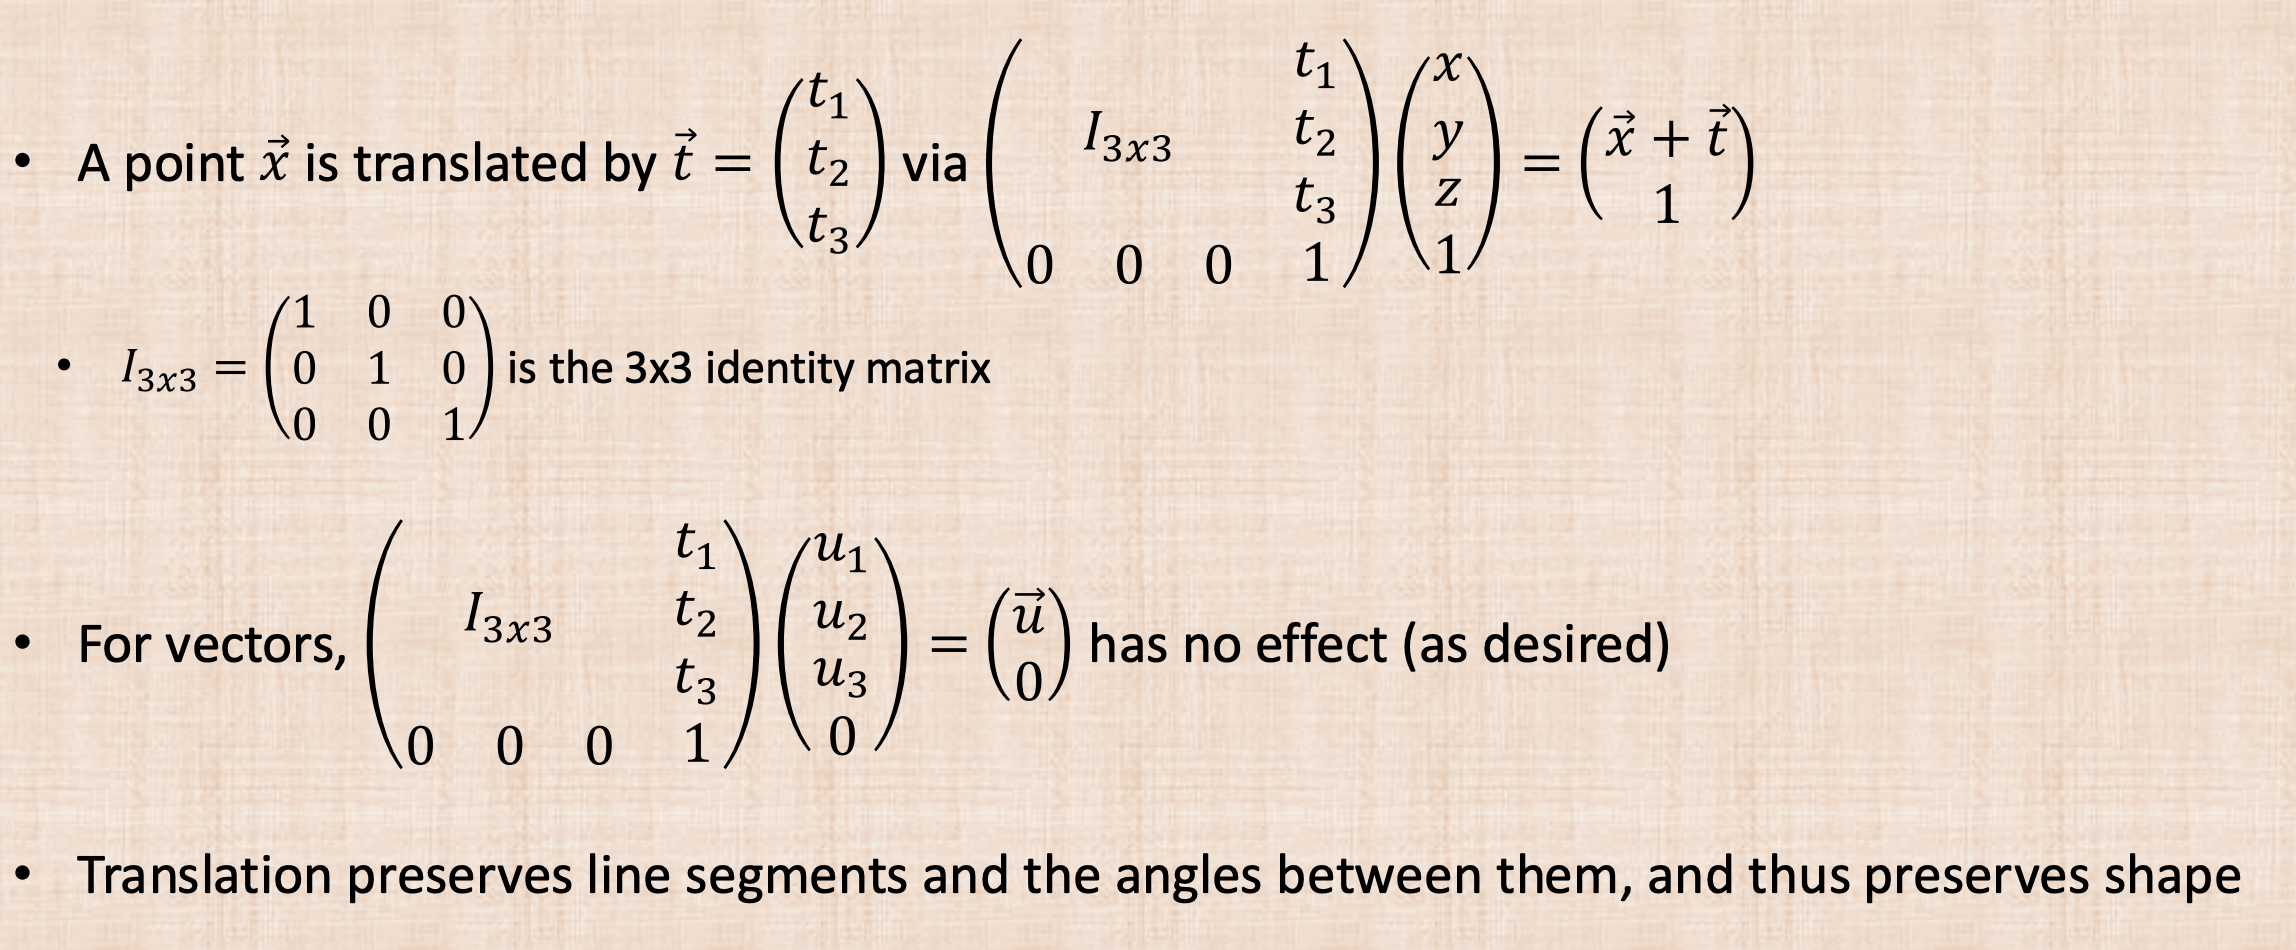 • A point $\vec{x}$ is translated by $\vec{t} = \begin{pmatrix} t_1 \\ t_2 \\ t_3 \end{pmatrix}$ via $\begin{pmatrix} & & & t_1 \\ & I_{3x3} & & t_2 \\ & & & t_3 \\ 0 & 0 & 0 & 1 \end{pmatrix} \begin{pmatrix} x \\ y \\ z \\ 1 \end{pmatrix} = \begin{pmatrix} \vec{x} + \vec{t} \\ 1 \end{pmatrix}$
• $I_{3x3} = \begin{pmatrix} 1 & 0 & 0 \\ 0 & 1 & 0 \\ 0 & 0 & 1 \end{pmatrix}$ is the 3x3 identity matrix
• For vectors, $\begin{pmatrix} & & & t_1 \\ & I_{3x3} & & t_2 \\ & & & t_3 \\ 0 & 0 & 0 & 1 \end{pmatrix} \begin{pmatrix} u_1 \\ u_2 \\ u_3 \\ 0 \end{pmatrix} = \begin{pmatrix} \vec{u} \\ 0 \end{pmatrix}$ has no effect (as desired)
• Translation preserves line segments and the angles between them, and thus preserves shape